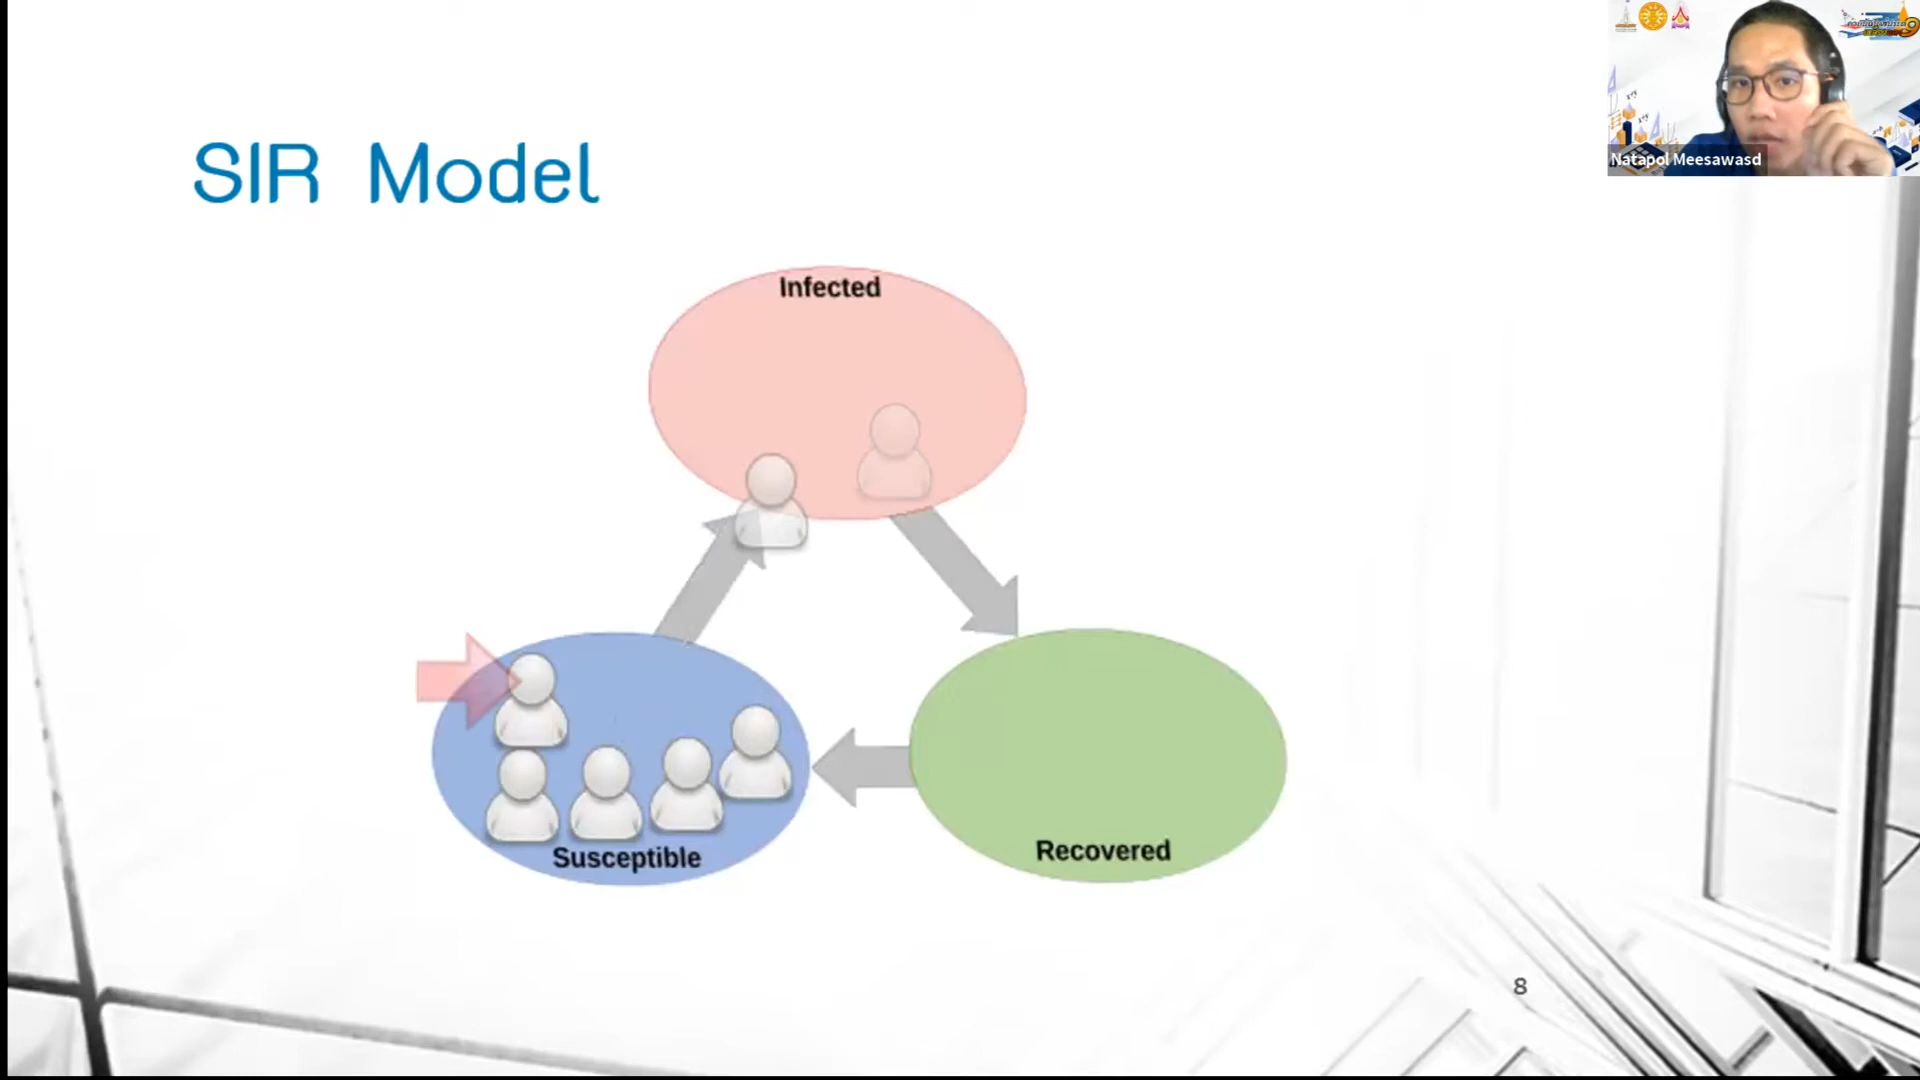 SIR Model
Natapol Meesawasd
Infected
Susceptible
Recovered
8